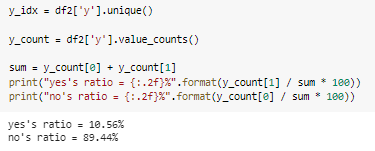 y_idx = df2['y'].unique()
y_count = df2['y'].value_counts()
sum = y_count[0] + y_count[1]
print("yes's ratio = {:.2f}%".format(y_count[1] / sum * 100))
print("no's ratio = {:.2f}%".format(y_count[0] / sum * 100))
yes's ratio = 10.56%
no's ratio = 89.44%